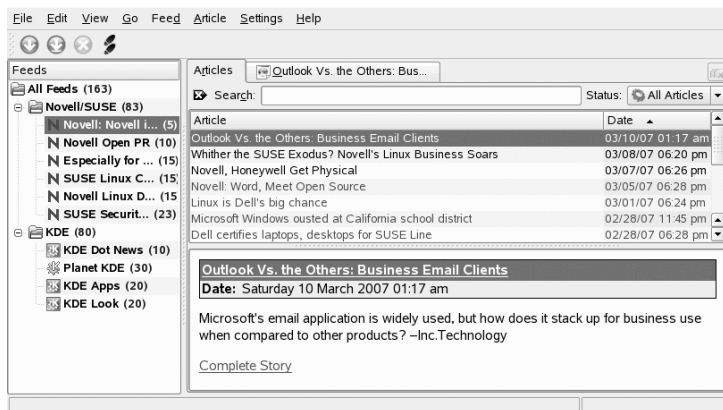 File Edit View Go Feed Article Settings Help
Feeds
All Feeds (163)
Novell/SUSE (83)
Novell: Novell i... (5)
Novell Open PR (10)
Especially for ... (15)
SUSE Linux C... (15)
Novell Linux D... (15
SUSE Securit... (23)
KDE (80)
KDE Dot News (10)
Planet KDE (30)
KDE Apps (20)
KDE Look (20)
Articles Outlook Vs. the Others: Bus...
Search: Status: All Articles
Article Date
Outlook Vs. the Others: Business Email Clients 03/10/07 01:17 am
Whither the SUSE Exodus? Novell's Linux Business Soars 03/08/07 06:20 pm
Novell, Honeywell Get Physical 03/07/07 06:26 pm
Novell: Word, Meet Open Source 03/05/07 06:28 pm
Linux is Dell's big chance 03/01/07 06:24 pm
Microsoft Windows ousted at California school district 02/28/07 11:45 pm
Dell certifies laptops, desktops for SUSE Line 02/28/07 06:28 pm
Outlook Vs. the Others: Business Email Clients
Date: Saturday 10 March 2007 01:17 am
Microsoft's email application is widely used, but how does it stack up for business use
when compared to other products? –Inc.Technology
Complete Story